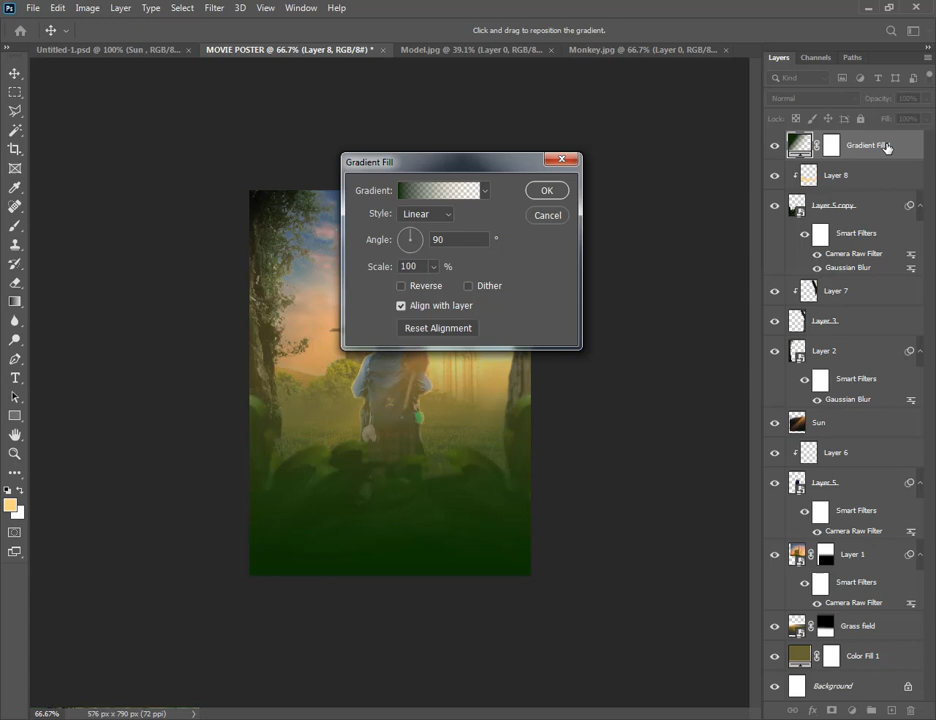 Ps File Edit Image Layer Type Select Filter 3D View Window Help
Click and drag to reposition the gradient.
Untitled-1.psd @ 100% (Sun , RGB/8... × MOVIE POSTER @ 66.7% (Layer 8, RGB/8#) * × Model.jpg @ 39.1% (Layer 0, RGB/8... × Monkey.jpg @ 66.7% (Layer 0, RGB/8... ×
Layers Channels Paths
Kind
Normal Opacity: 100%
Lock: Fill: 100%
Gradient Fill
Layer 8
Layer 5 copy
Smart Filters
Camera Raw Filter
Gaussian Blur
Layer 7
Layer 3
Layer 2
Smart Filters
Gaussian Blur
Sun
Layer 6
Layer 5
Smart Filters
Camera Raw Filter
Layer 1
Smart Filters
Camera Raw Filter
Grass field
Color Fill 1
Background
Gradient Fill
Gradient: OK
Style: Linear Cancel
Angle: 90 °
Scale: 100 %
Reverse Dither
Align with layer
Reset Alignment
66.67% 576 px x 790 px (72 ppi)